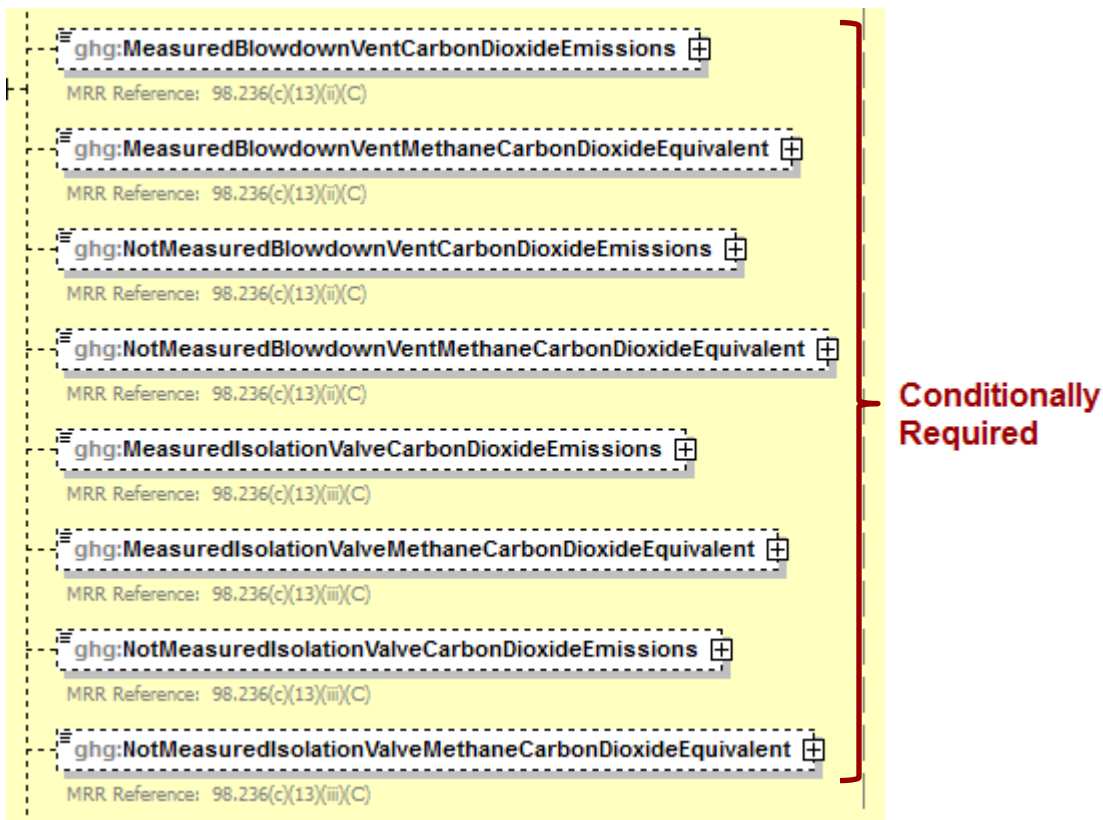 ghg:MeasuredBlowdownVentCarbonDioxideEmissions
MRR Reference: 98.236(c)(13)(ii)(C)
ghg:MeasuredBlowdownVentMethaneCarbonDioxideEquivalent
MRR Reference: 98.236(c)(13)(ii)(C)
ghg:NotMeasuredBlowdownVentCarbonDioxideEmissions
MRR Reference: 98.236(c)(13)(ii)(C)
ghg:NotMeasuredBlowdownVentMethaneCarbonDioxideEquivalent
MRR Reference: 98.236(c)(13)(ii)(C)
Conditionally
Required
ghg:MeasuredIsolationValveCarbonDioxideEmissions
MRR Reference: 98.236(c)(13)(iii)(C)
ghg:MeasuredIsolationValveMethaneCarbonDioxideEquivalent
MRR Reference: 98.236(c)(13)(iii)(C)
ghg:NotMeasuredIsolationValveCarbonDioxideEmissions
MRR Reference: 98.236(c)(13)(iii)(C)
ghg:NotMeasuredIsolationValveMethaneCarbonDioxideEquivalent
MRR Reference: 98.236(c)(13)(iii)(C)